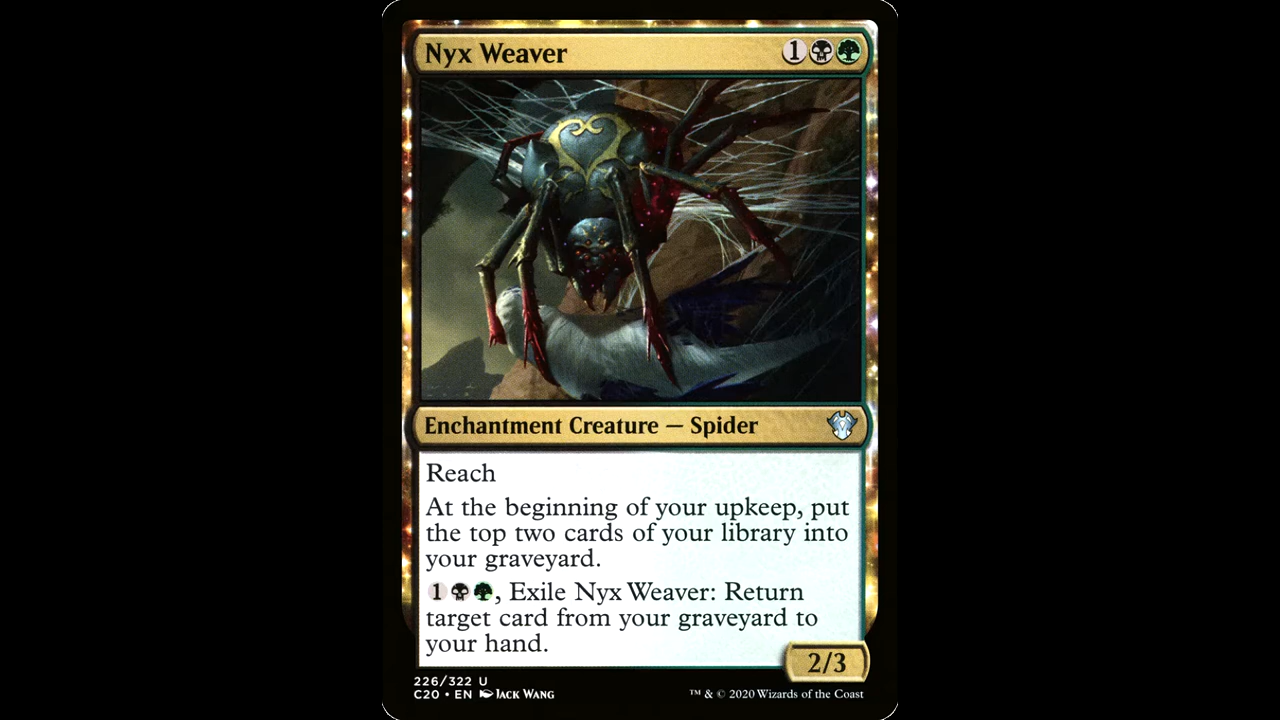 Nyx Weaver 1
Enchantment Creature — Spider
Reach
At the beginning of your upkeep, put
the top two cards of your library into
your graveyard.
1, Exile Nyx Weaver: Return
target card from your graveyard to
your hand.
2/3
226/322 U
C20 • EN Jack Wang
™ & © 2020 Wizards of the Coast